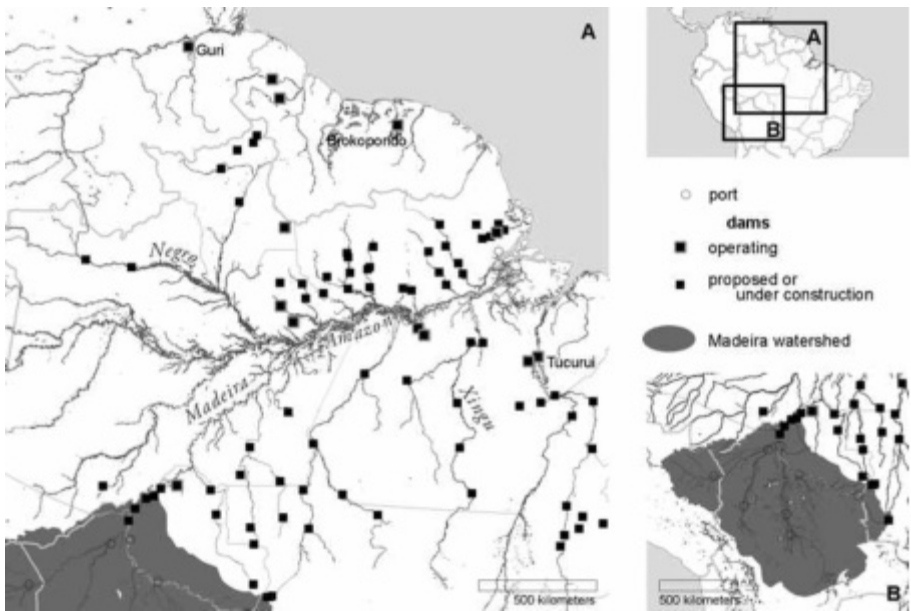 A
Guri
Brokopondo
Negro
Amazon
Madeira
Tucurui
Xingu
500 kilometers
A
B
port
dams
operating
proposed or
under construction
Madeira watershed
500 kilometers
B